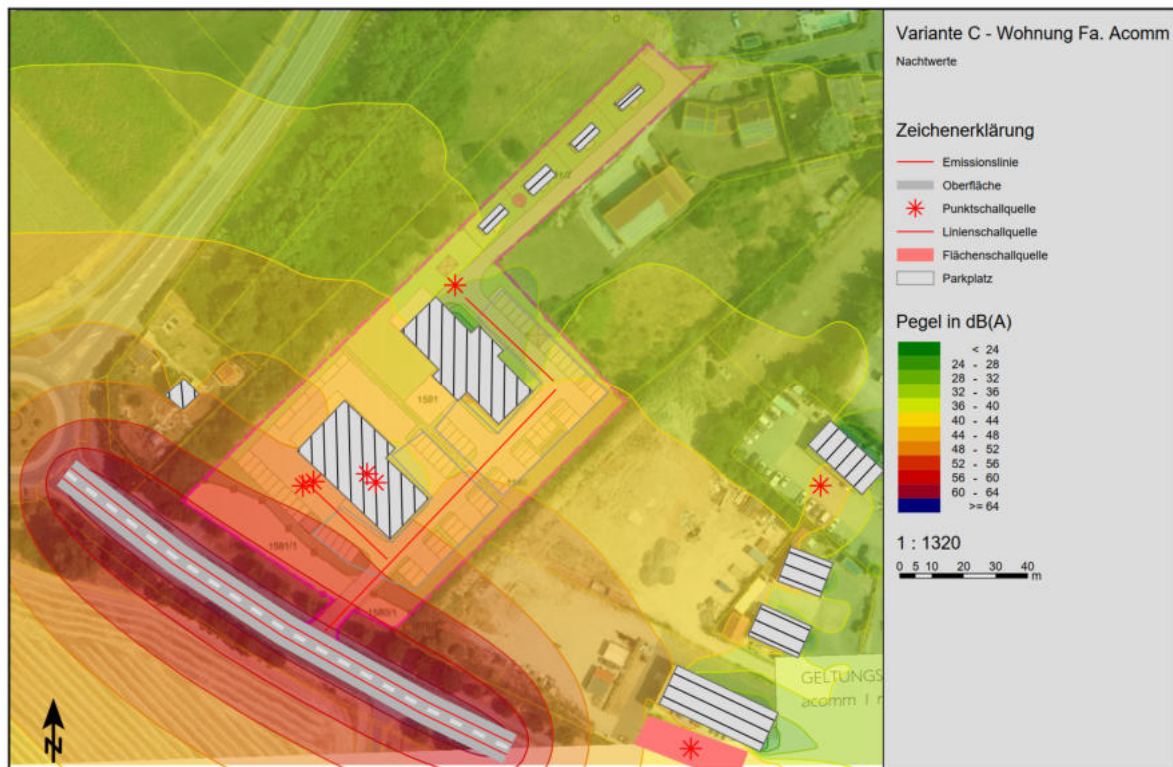 Variante C - Wohnung Fa. Acomm
Nachtwerte
Zeichenerklärung
Emissionslinie
Oberfläche
Punktschallquelle
Linienschallquelle
Flächenschallquelle
Parkplatz
Pegel in dB(A)
< 24
24 - 28
28 - 32
32 - 36
36 - 40
40 - 44
44 - 48
48 - 52
52 - 56
56 - 60
60 - 64
>= 64
1 : 1320
0 5 10 20 30 40
m
1581
1581/1
1580/1
GELTUNGS
acomm I
N